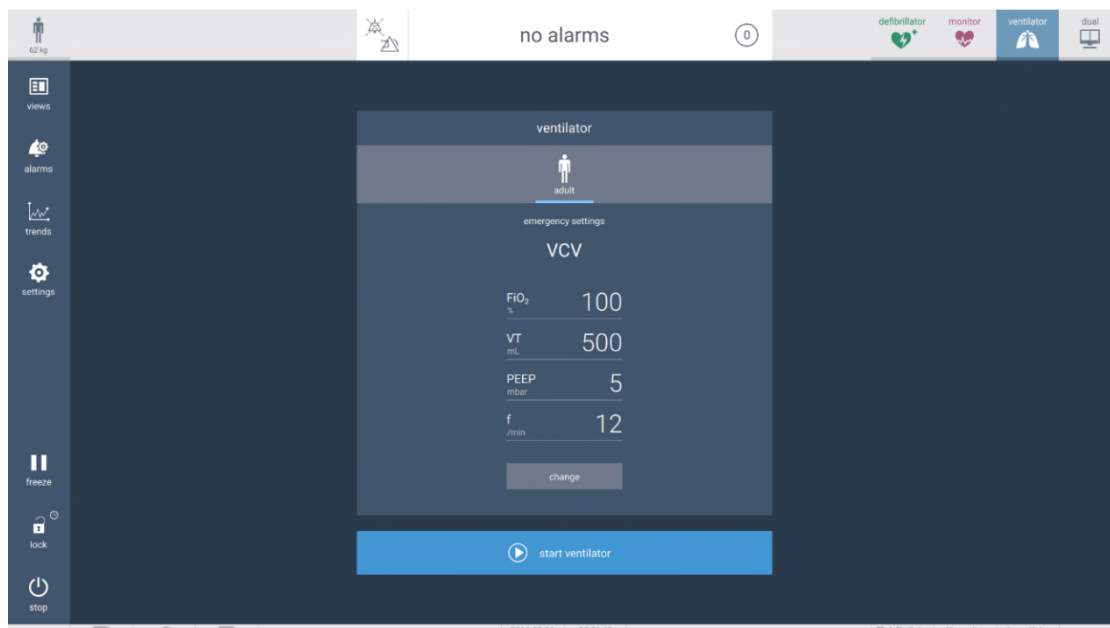 62 kg
no alarms
0
defibrillator
monitor
ventilator
dual
views
alarms
trends
settings
freeze
lock
stop
ventilator
adult
emergency settings
VCV
FiO₂
%
100
VT
mL
500
PEEP
mbar
5
f
/min
12
change
start ventilator